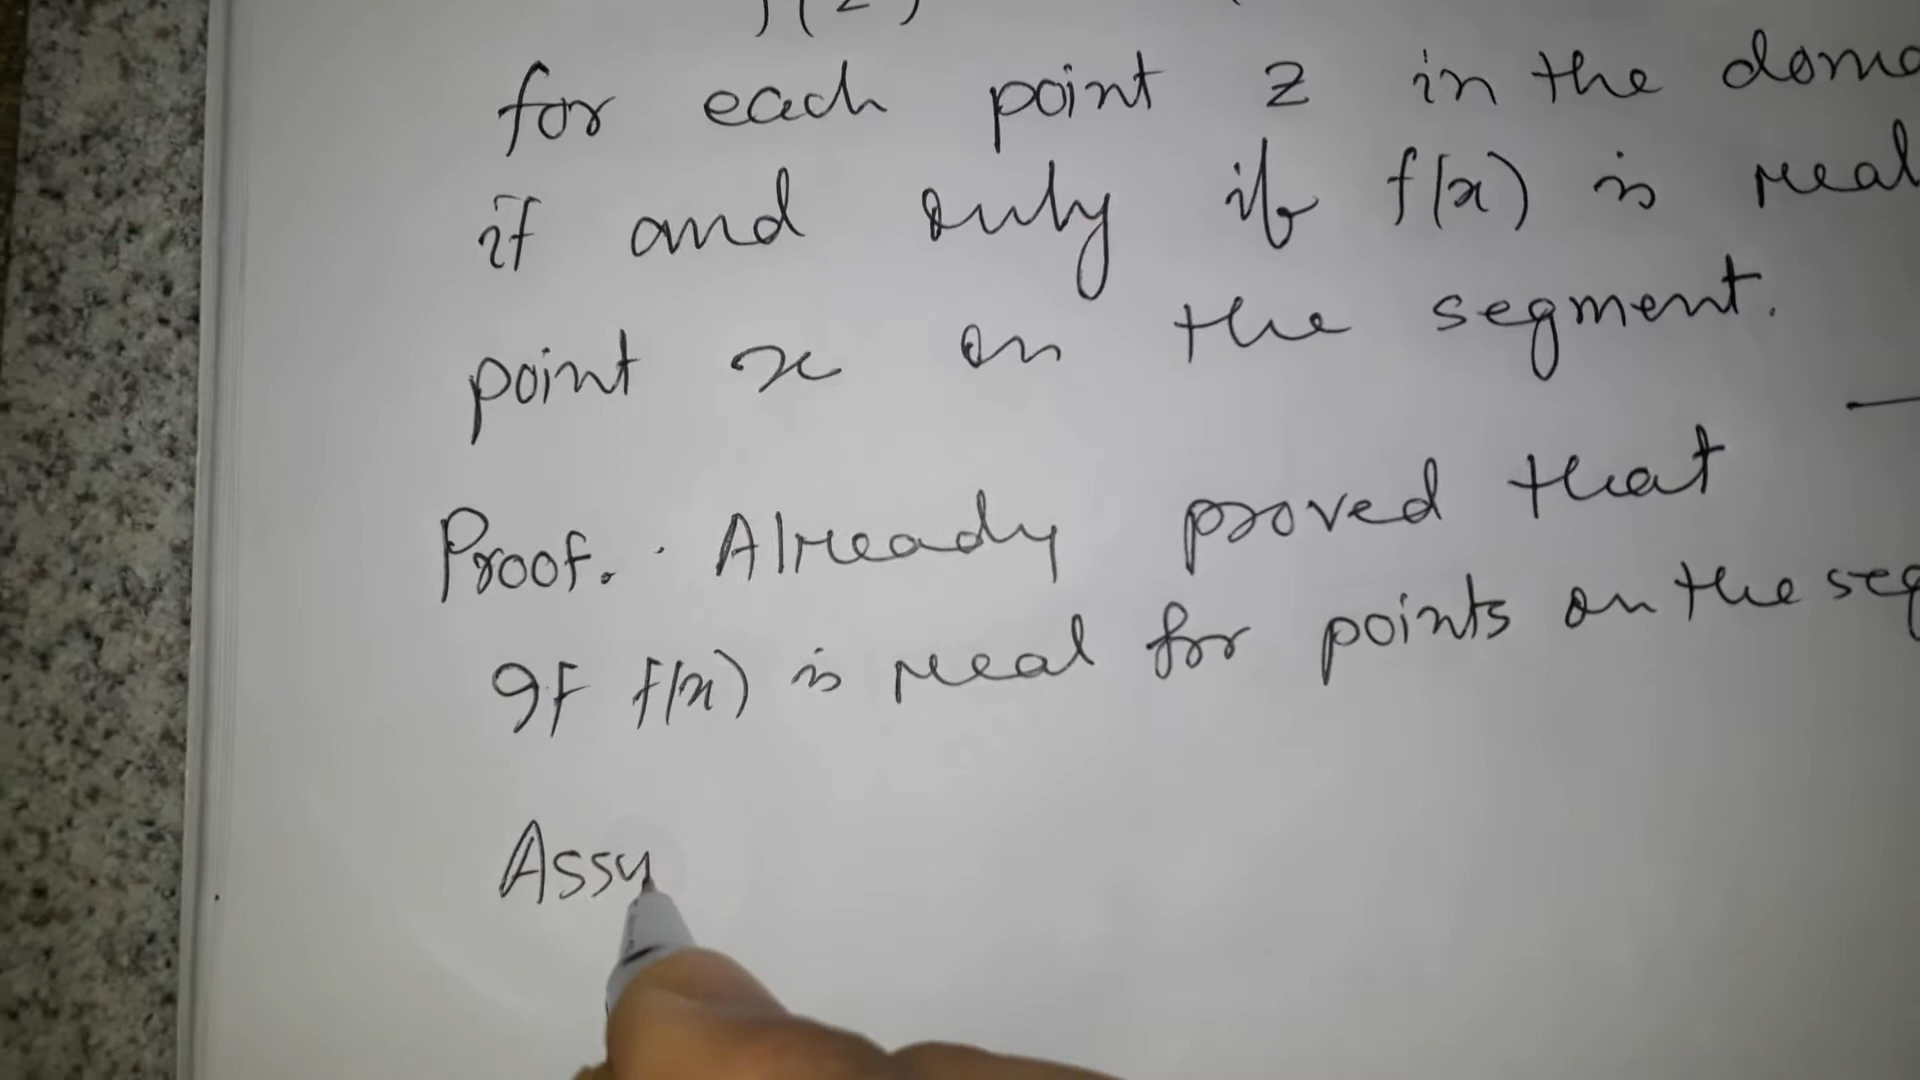 for each point z in the doma
if and only if f(x) is real
point x on the segment.
Proof. Already proved that
If f(x) is real for points on the seg
Assu